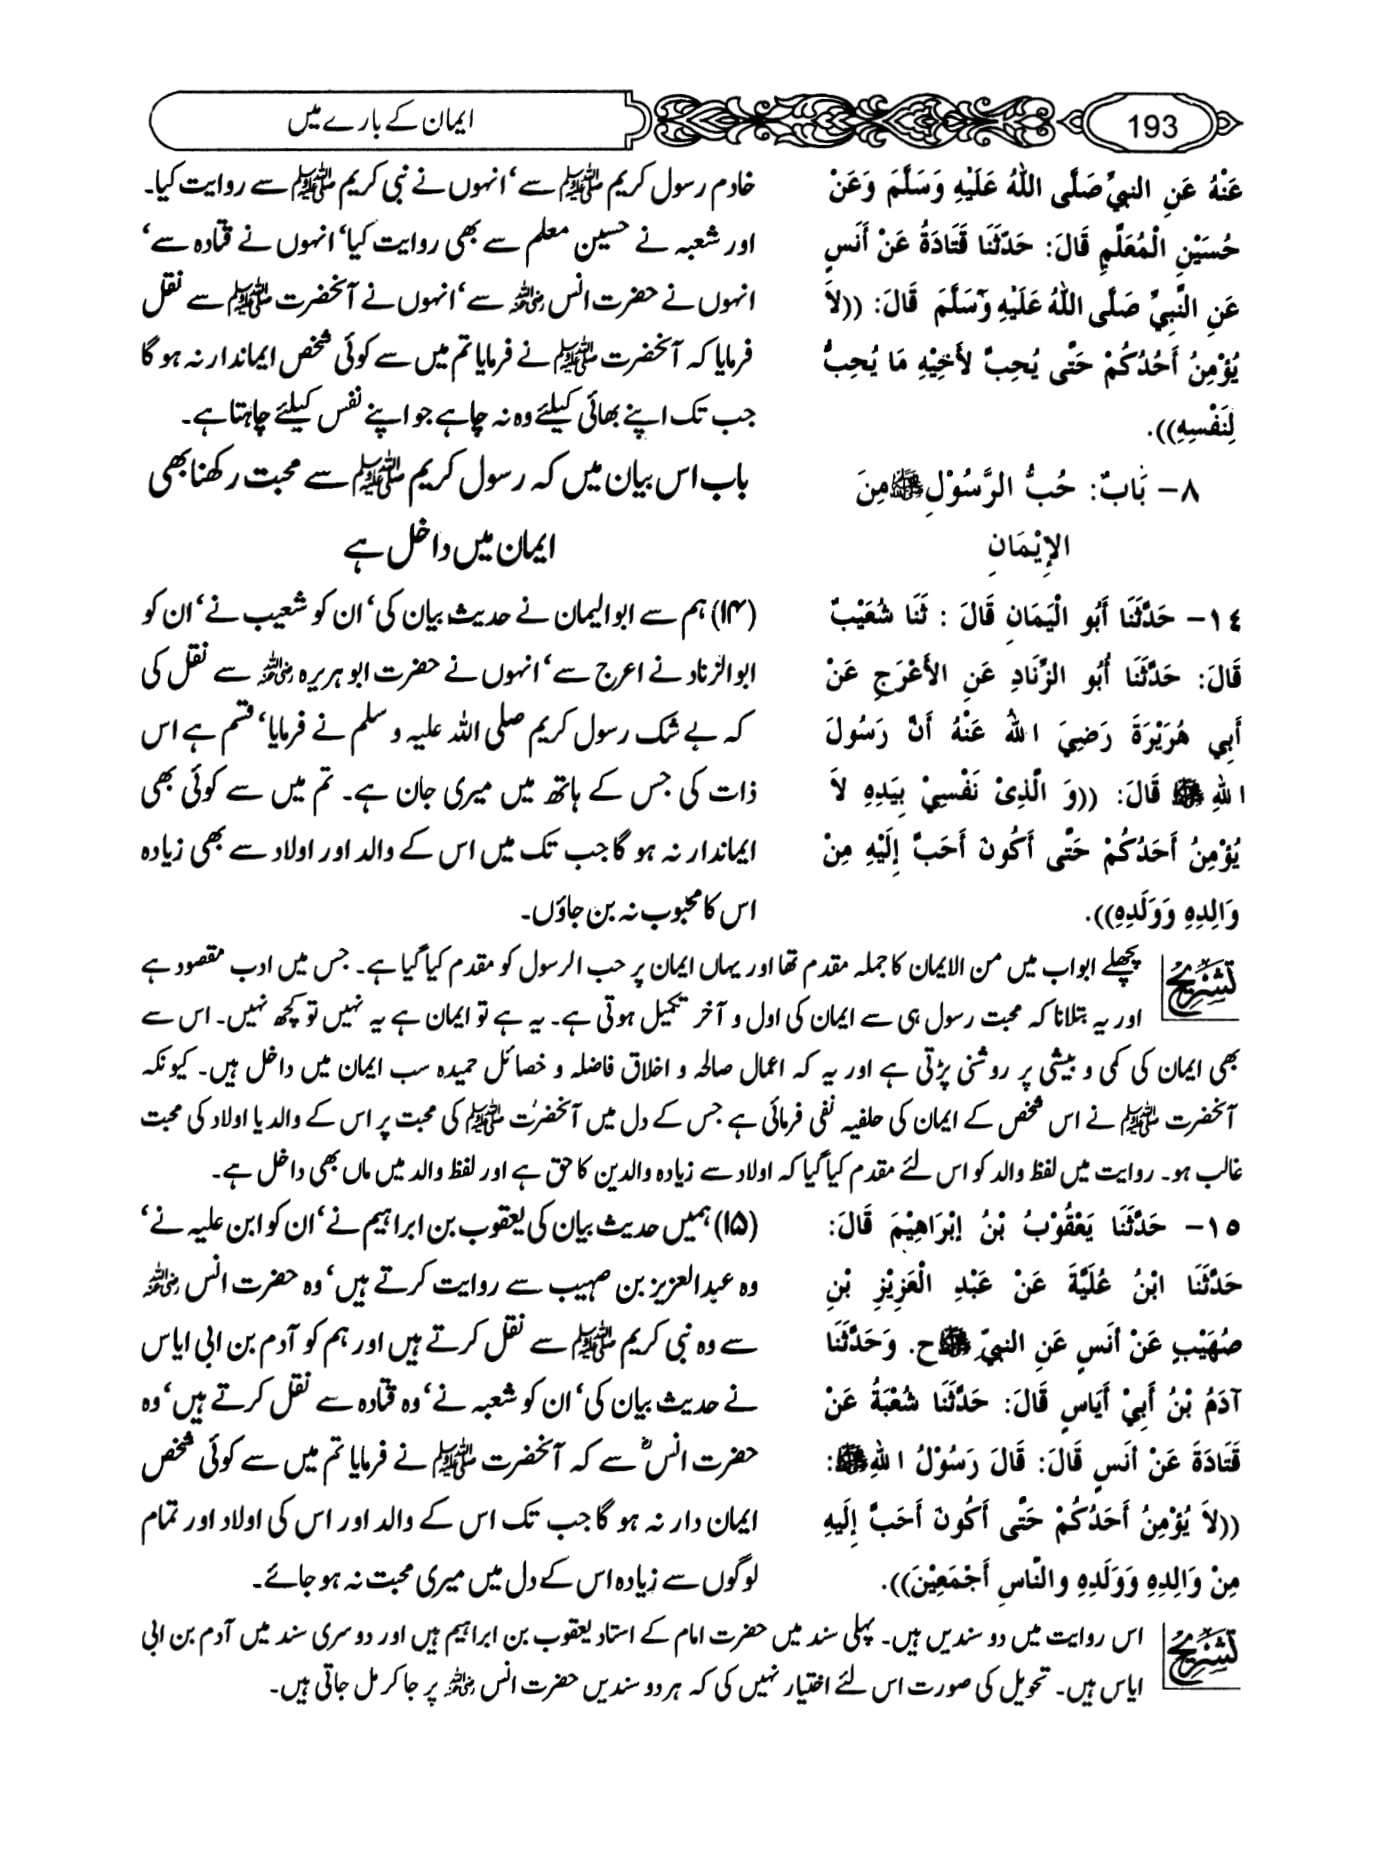 193
ایمان کے بارے میں
عَنْهُ عَنِ النبيِّ صَلَّى اللهُ عَلَيْهِ وَسَلَّمَ وَعَنْ
حُسَيْنِ الْمُعَلِّمِ قَالَ: حَدَّثَنَا قَتَادَةُ عَنْ أَنَسٍ
عَنِ النَّبِيِّ صَلَّى اللهُ عَلَيْهِ وَسَلَّمَ قَالَ: ((لاَ
يُؤْمِنُ أَحَدُكُمْ حَتَّى يُحِبَّ لأَخِيْهِ مَا يُحِبُّ
لِنَفْسِهِ)).
خادم رسول کریم ﷺ سے‘ انہوں نے نبی کریم ﷺ سے روایت کیا۔
اور شعبہ نے حسین معلم سے بھی روایت کیا‘ انہوں نے قتادہ سے‘
انہوں نے حضرت انس رضی اللہ عنہ سے‘ انہوں نے آنحضرت ﷺ سے نقل
فرمایا کہ آنحضرت ﷺ نے فرمایا تم میں سے کوئی شخص ایماندار نہ ہو گا
جب تک اپنے بھائی کیلئے وہ نہ چاہے جو اپنے نفس کیلئے چاہتا ہے۔
٨- بَابٌ: حُبُّ الرَّسُوْلِ ﷺ مِنَ
الإِيْمَانِ
باب اس بیان میں کہ رسول کریم ﷺ سے محبت رکھنا بھی
ایمان میں داخل ہے
١٤- حَدَّثَنَا أَبُو الْيَمَانِ قَالَ : ثَنَا شُعَيْبٌ
قَالَ: حَدَّثَنَا أَبُو الزِّنَادِ عَنِ الأَعْرَجِ عَنْ
أَبِي هُرَيْرَةَ رَضِيَ اللهُ عَنْهُ أَنَّ رَسُولَ
اللهِ ﷺ قَالَ: ((وَ الَّذِىْ نَفْسِيْ بِيَدِهِ لاَ
يُؤْمِنُ أَحَدُكُمْ حَتَّى أَكُونَ أَحَبَّ إِلَيْهِ مِنْ
وَالِدِهِ وَوَلَدِهِ)).
(۱۴) ہم سے ابوالیمان نے حدیث بیان کی‘ ان کو شعیب نے‘ ان کو
ابوالزناد نے اعرج سے‘ انہوں نے حضرت ابو ہریرہ رضی اللہ عنہ سے نقل کی
کہ بے شک رسول کریم صلی اللہ علیہ و سلم نے فرمایا‘ قسم ہے اس
ذات کی جس کے ہاتھ میں میری جان ہے۔ تم میں سے کوئی بھی
ایماندار نہ ہو گا جب تک میں اس کے والد اور اولاد سے بھی زیادہ
اس کا محبوب نہ بن جاؤں۔
تشریح
پچھلے ابواب میں من الایمان کا جملہ مقدم تھا اور یہاں ایمان پر حب الرسول کو مقدم کیا گیا ہے۔ جس میں ادب مقصود ہے
اور یہ بتلانا کہ محبت رسول ہی سے ایمان کی اول و آخر تکمیل ہوتی ہے۔ یہ ہے تو ایمان ہے یہ نہیں تو کچھ نہیں۔ اس سے
بھی ایمان کی کمی و بیشی پر روشنی پڑتی ہے اور یہ کہ اعمال صالحہ و اخلاق فاضلہ و خصائل حمیدہ سب ایمان میں داخل ہیں۔ کیونکہ
آنحضرت ﷺ نے اس شخص کے ایمان کی حلفیہ نفی فرمائی ہے جس کے دل میں آنحضرت ﷺ کی محبت پر اس کے والد یا اولاد کی محبت
غالب ہو۔ روایت میں لفظ والد کو اس لئے مقدم کیا گیا کہ اولاد سے زیادہ والدین کا حق ہے اور لفظ والد میں ماں بھی داخل ہے۔
١٥- حَدَّثَنَا يَعْقُوْبُ بْنُ إِبْرَاهِيْمَ قَالَ:
حَدَّثَنَا ابْنُ عُلَيَّةَ عَنْ عَبْدِ الْعَزِيْزِ بْنِ
صُهَيْبٍ عَنْ أَنَسٍ عَنِ النبيِّ ﷺ ح. وَحَدَّثَنَا
آدَمُ بْنُ أَبِيْ أَيَاسٍ قَالَ: حَدَّثَنَا شُعْبَةُ عَنْ
قَتَادَةَ عَنْ أَنَسٍ قَالَ: قَالَ رَسُوْلُ اللهِ ﷺ:
((لاَ يُؤْمِنُ أَحَدُكُمْ حَتَّى أَكُونَ أَحَبَّ إِلَيهِ
مِنْ وَالِدِهِ وَوَلَدِهِ والنَّاسِ أَجْمَعِيْنَ)).
(۱۵) ہمیں حدیث بیان کی یعقوب بن ابراہیم نے‘ ان کو ابن علیہ نے‘
وہ عبدالعزیز بن صہیب سے روایت کرتے ہیں‘ وہ حضرت انس رضی اللہ عنہ
سے وہ نبی کریم ﷺ سے نقل کرتے ہیں اور ہم کو آدم بن ابی ایاس
نے حدیث بیان کی‘ ان کو شعبہ نے‘ وہ قتادہ سے نقل کرتے ہیں‘ وہ
حضرت انسؓ سے کہ آنحضرت ﷺ نے فرمایا تم میں سے کوئی شخص
ایمان دار نہ ہو گا جب تک اس کے والد اور اس کی اولاد اور تمام
لوگوں سے زیادہ اس کے دل میں میری محبت نہ ہو جائے۔
تشریح
اس روایت میں دو سندیں ہیں۔ پہلی سند میں حضرت امام کے استاد یعقوب بن ابراہیم ہیں اور دوسری سند میں آدم بن ابی
ایاس ہیں۔ تحویل کی صورت اس لئے اختیار نہیں کی کہ ہر دو سندیں حضرت انس رضی اللہ عنہ پر جا کر مل جاتی ہیں۔